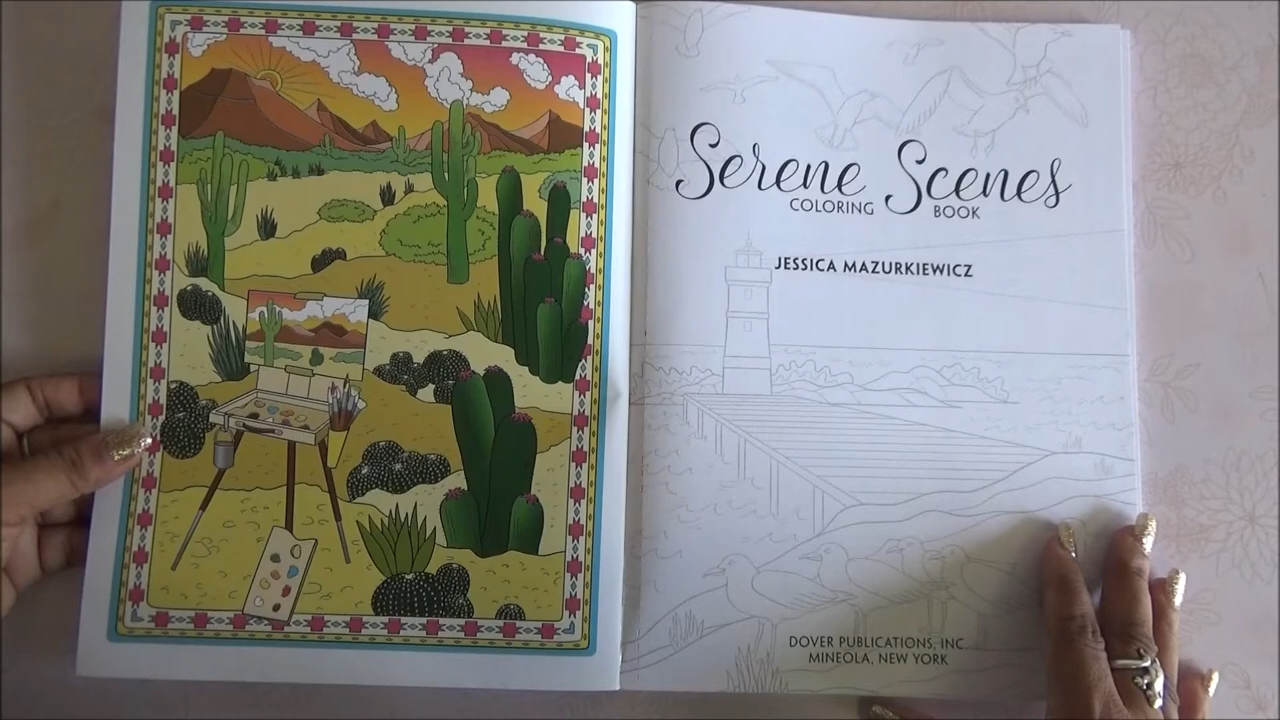 Serene Scenes
COLORING BOOK
JESSICA MAZURKIEWICZ
DOVER PUBLICATIONS, INC
MINEOLA, NEW YORK